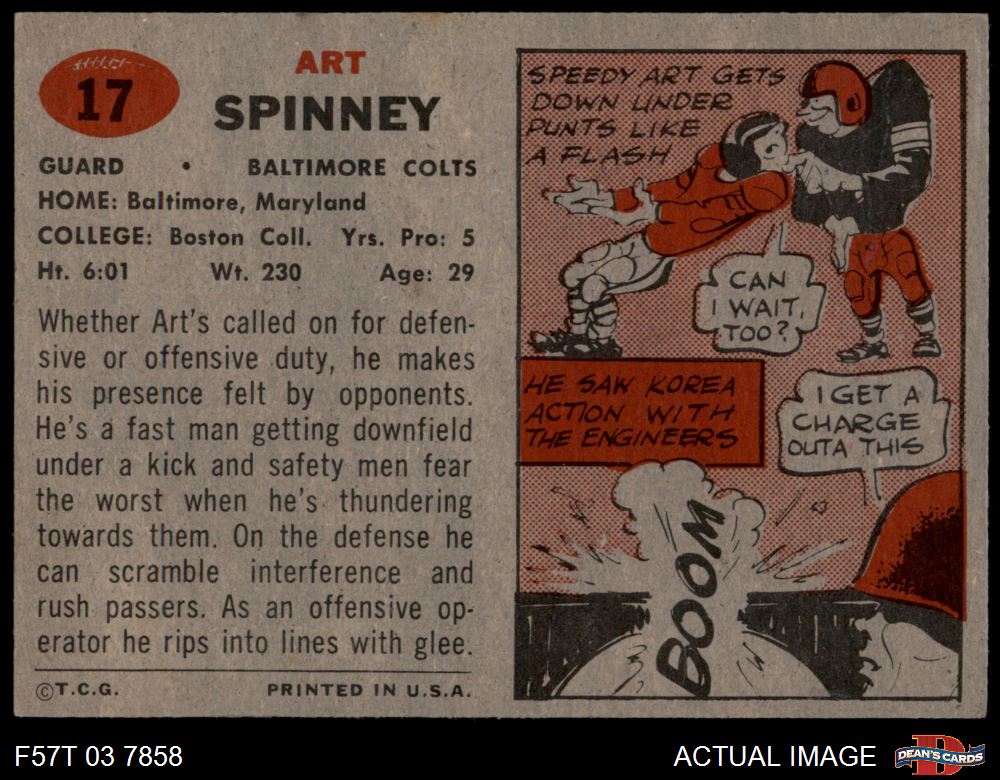 17
ART
SPINNEY
GUARD • BALTIMORE COLTS
HOME: Baltimore, Maryland
COLLEGE: Boston Coll. Yrs. Pro: 5
Ht. 6:01 Wt. 230 Age: 29
Whether Art's called on for defen-
sive or offensive duty, he makes
his presence felt by opponents.
He's a fast man getting downfield
under a kick and safety men fear
the worst when he's thundering
towards them. On the defense he
can scramble interference and
rush passers. As an offensive op-
erator he rips into lines with glee.
©T.C.G. PRINTED IN U.S.A.
SPEEDY ART GETS
DOWN UNDER
PUNTS LIKE
A FLASH
CAN
I WAIT,
TOO?
HE SAW KOREA
ACTION WITH
THE ENGINEERS
I GET A
CHARGE
OUTA THIS
BOOM
F57T 03 7858
ACTUAL IMAGE
D
DEAN'S CARDS